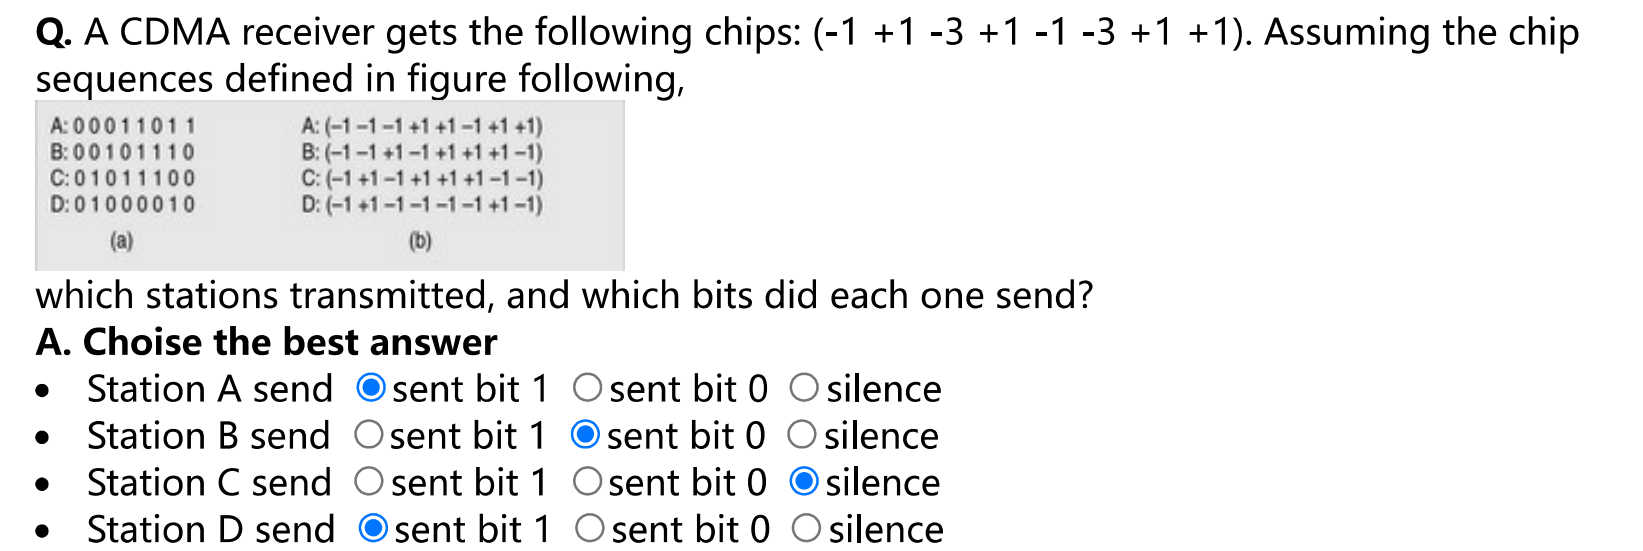 Q. A CDMA receiver gets the following chips: (-1 +1 -3 +1 -1 -3 +1 +1). Assuming the chip
sequences defined in figure following,
A: 0 0 0 1 1 0 1 1 A: (–1 –1 –1 +1 +1 –1 +1 +1)
B: 0 0 1 0 1 1 1 0 B: (–1 –1 +1 –1 +1 +1 +1 –1)
C: 0 1 0 1 1 1 0 0 C: (–1 +1 –1 +1 +1 +1 –1 –1)
D: 0 1 0 0 0 0 1 0 D: (–1 +1 –1 –1 –1 –1 +1 –1)
(a) (b)
which stations transmitted, and which bits did each one send?
A. Choise the best answer
• Station A send sent bit 1 sent bit 0 silence
• Station B send sent bit 1 sent bit 0 silence
• Station C send sent bit 1 sent bit 0 silence
• Station D send sent bit 1 sent bit 0 silence